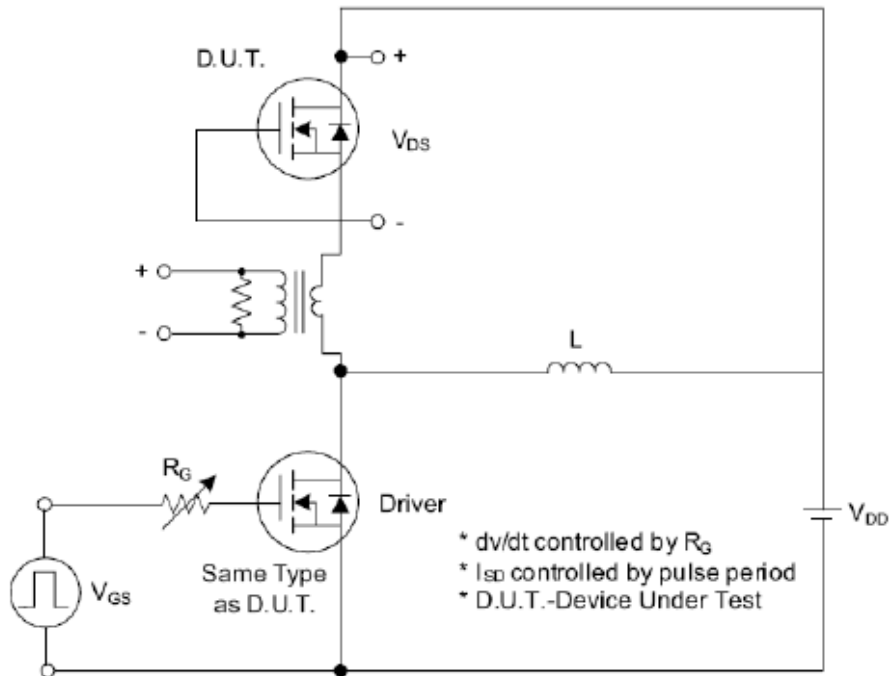 D.U.T.
+
VDS
-
+
-
L
RG
Driver
VDD
VGS
Same Type
as D.U.T.
* dv/dt controlled by RG
* ISD controlled by pulse period
* D.U.T.-Device Under Test